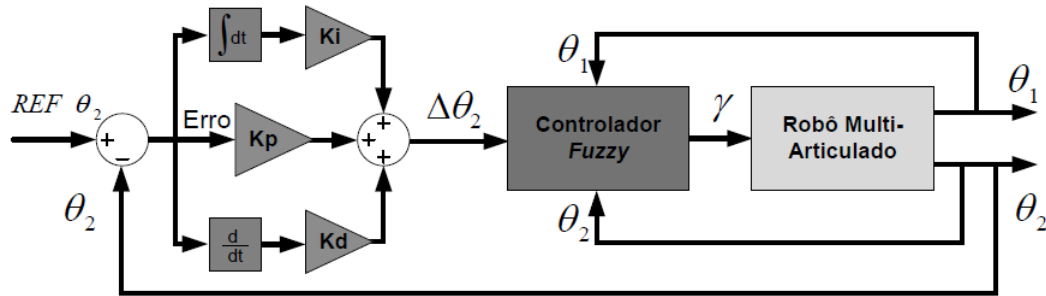 ∫dt
Ki
θ₁
θ₁
REF θ₂
+
−
Erro
Kp
+
+
+
Δθ₂
Controlador
Fuzzy
γ
Robô Multi-
Articulado
θ₂
θ₂
θ₂
d
dt
Kd